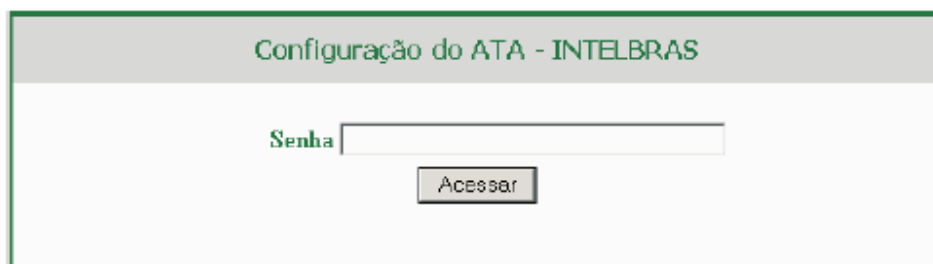 Configuração do ATA - INTELBRAS
Senha
Acessar